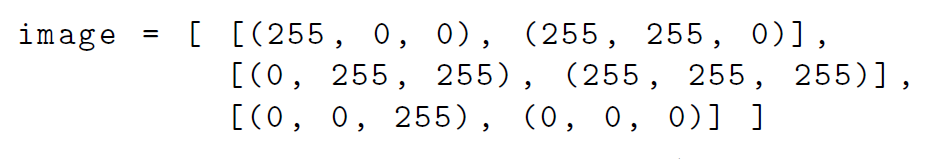 image = [ [(255, 0, 0), (255, 255, 0)],
[(0, 255, 255), (255, 255, 255)],
[(0, 0, 255), (0, 0, 0)] ]